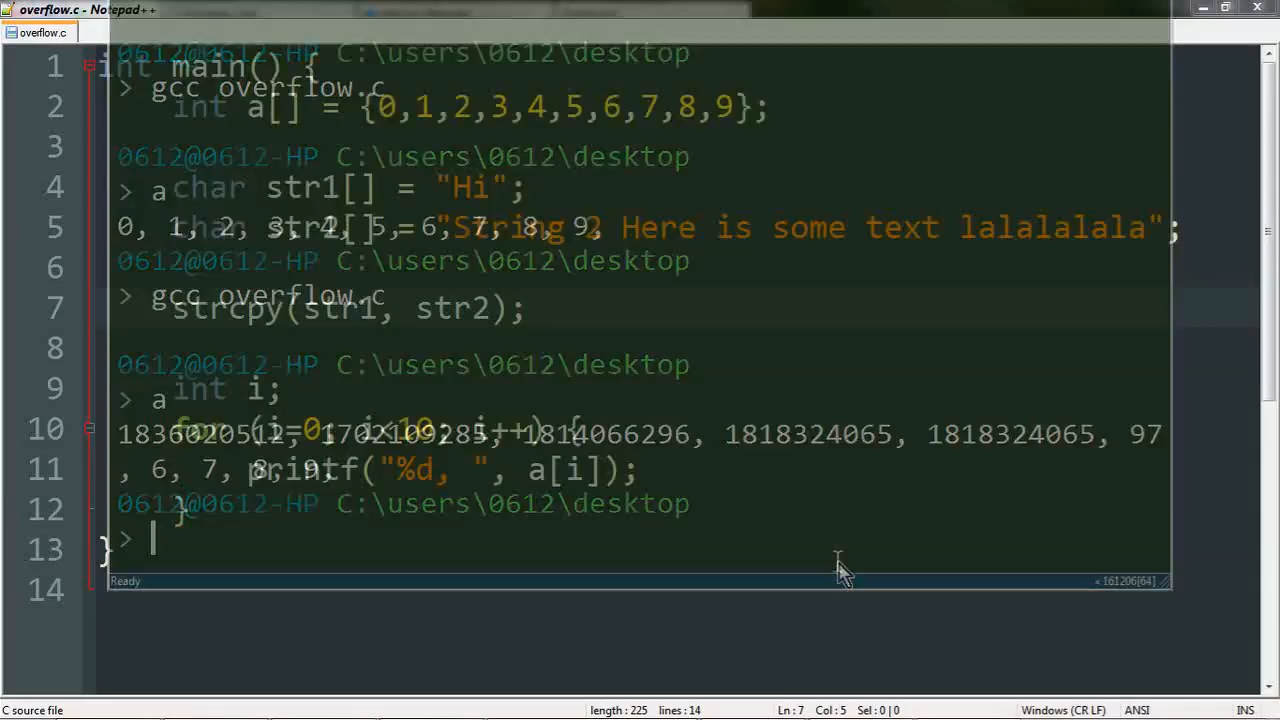 overflow.c - Notepad++
overflow.c
1 int main() {
2 int a[] = {0,1,2,3,4,5,6,7,8,9};
3
4 char str1[] = "Hi";
5 char str2[] = "String 2 Here is some text lalalalala";
6
7 strcpy(str1, str2);
8
9 int i;
10 for (i=0; i<10; i++) {
11 printf("%d, ", a[i]);
12 }
13 }
14
0612@0612-HP C:\users\0612\desktop
> gcc overflow.c
0612@0612-HP C:\users\0612\desktop
> a
0, 1, 2, 3, 4, 5, 6, 7, 8, 9,
0612@0612-HP C:\users\0612\desktop
> gcc overflow.c
0612@0612-HP C:\users\0612\desktop
> a
1836020512, 1702109285, 1814066296, 1818324065, 1818324065, 97
, 6, 7, 8, 9,
0612@0612-HP C:\users\0612\desktop
>
Ready
« 161206[64]
C source file
length : 225 lines : 14
Ln : 7 Col : 5 Sel : 0 | 0
Windows (CR LF)
ANSI
INS